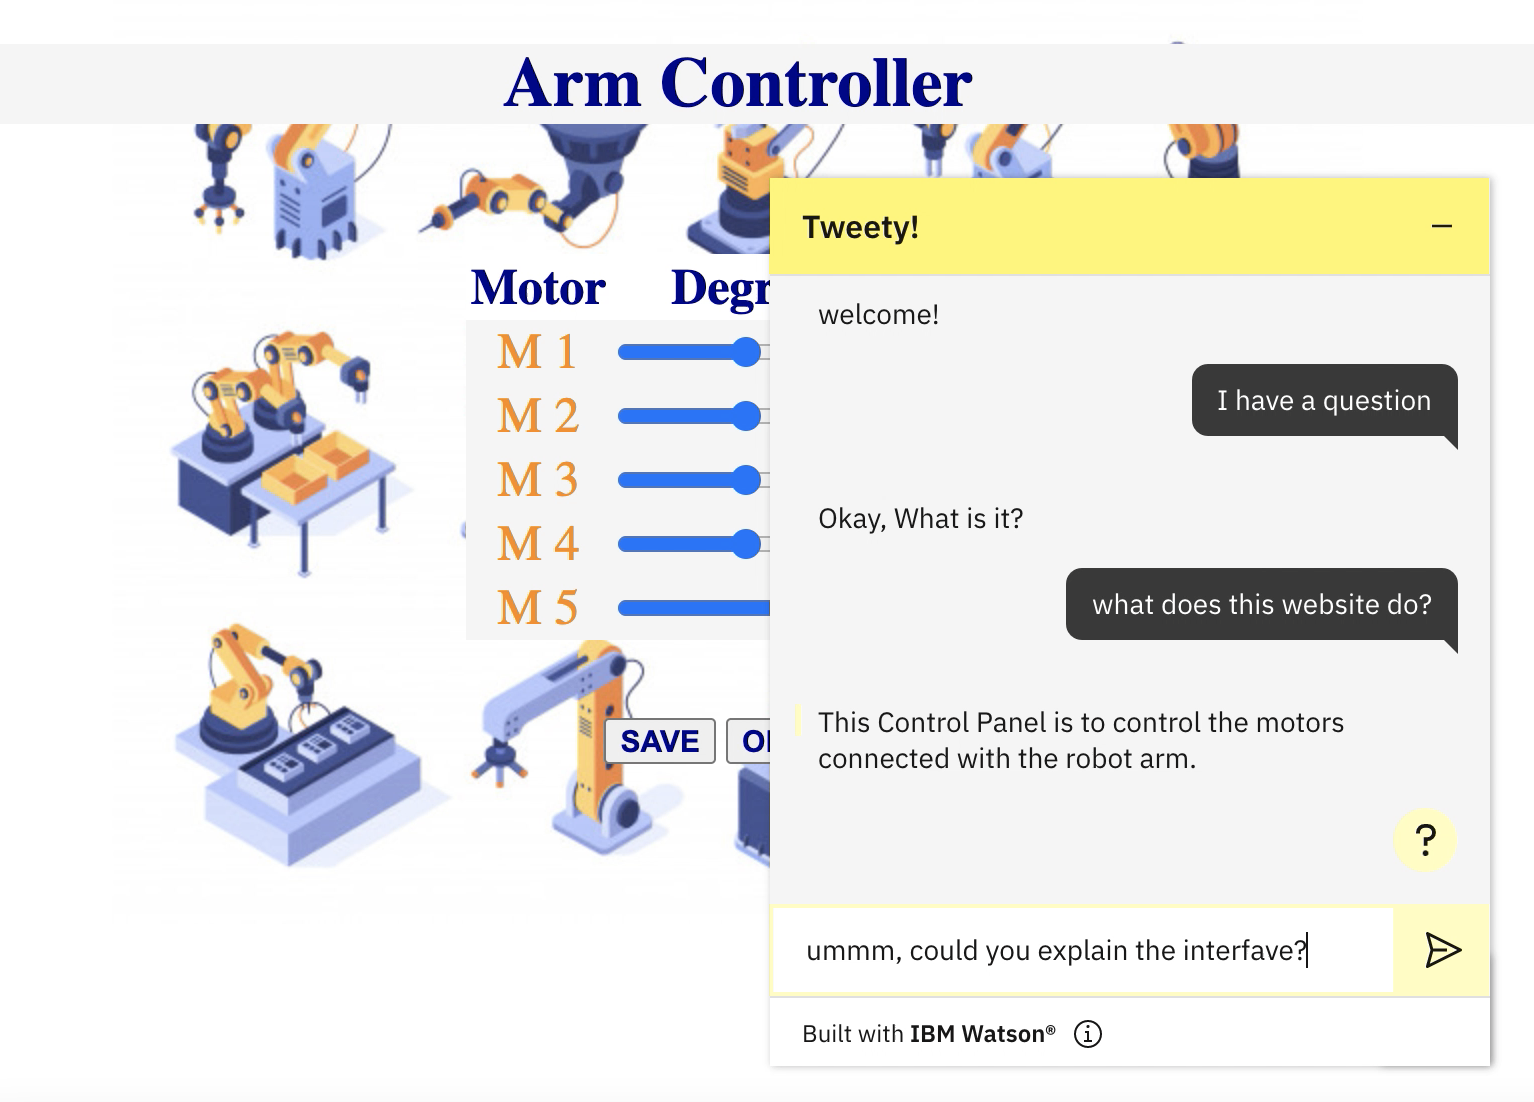 Arm Controller
Tweety!
welcome!
I have a question
Okay, What is it?
what does this website do?
This Control Panel is to control the motors
connected with the robot arm.
?
ummm, could you explain the interfave?
Built with IBM Watson®
Motor Degr
M 1
M 2
M 3
M 4
M 5
SAVE